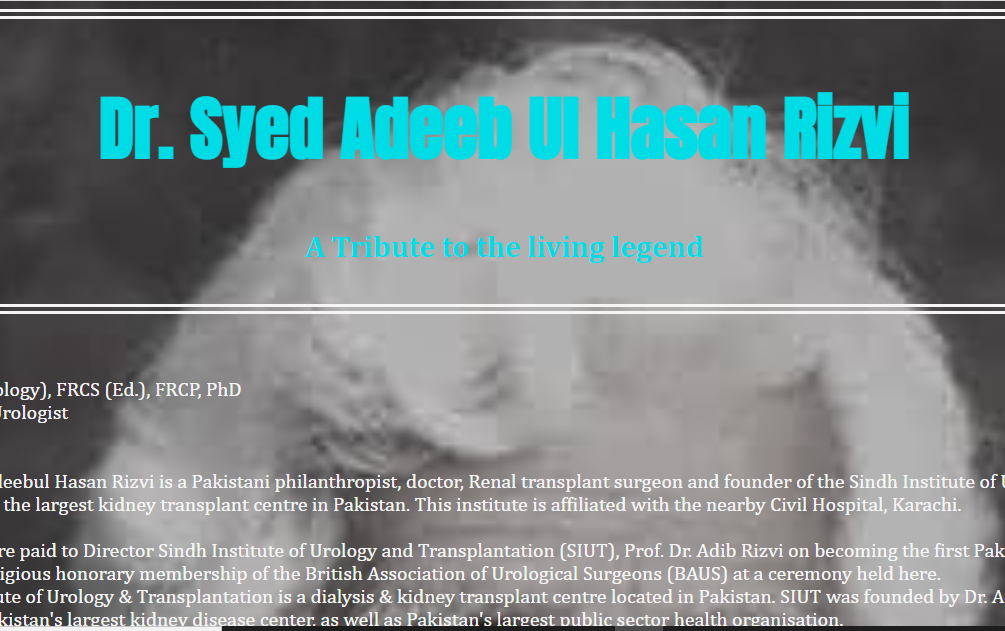 Dr. Syed Adeeb Ul Hasan Rizvi
A Tribute to the living legend
ology), FRCS (Ed.), FRCP, PhD
Urologist
deebul Hasan Rizvi is a Pakistani philanthropist, doctor, Renal transplant surgeon and founder of the Sindh Institute of U
the largest kidney transplant centre in Pakistan. This institute is affiliated with the nearby Civil Hospital, Karachi.
re paid to Director Sindh Institute of Urology and Transplantation (SIUT), Prof. Dr. Adib Rizvi on becoming the first Pak
igious honorary membership of the British Association of Urological Surgeons (BAUS) at a ceremony held here.
ute of Urology & Transplantation is a dialysis & kidney transplant centre located in Pakistan. SIUT was founded by Dr. A
kistan's largest kidney disease center. as well as Pakistan's largest public sector health organisation.